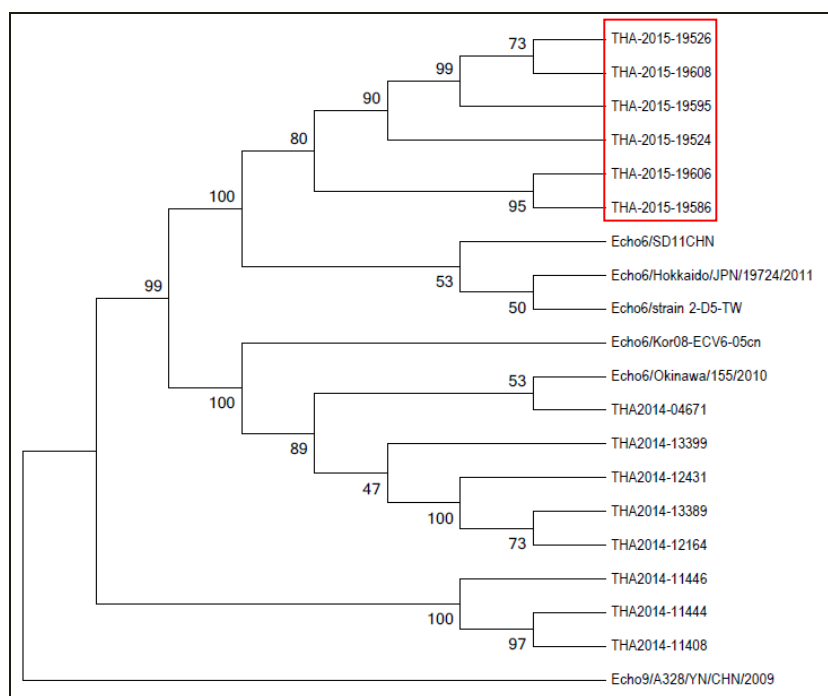 73
THA-2015-19526
99
THA-2015-19608
90
THA-2015-19595
80
THA-2015-19524
THA-2015-19606
100
95
THA-2015-19586
Echo6/SD11CHN
99
53
Echo6/Hokkaido/JPN/19724/2011
50
Echo6/strain 2-D5-TW
Echo6/Kor08-ECV6-05cn
100
53
Echo6/Okinawa/155/2010
THA2014-04671
89
THA2014-13399
47
THA2014-12431
100
THA2014-13389
73
THA2014-12164
THA2014-11446
100
THA2014-11444
97
THA2014-11408
Echo9/A328/YN/CHN/2009